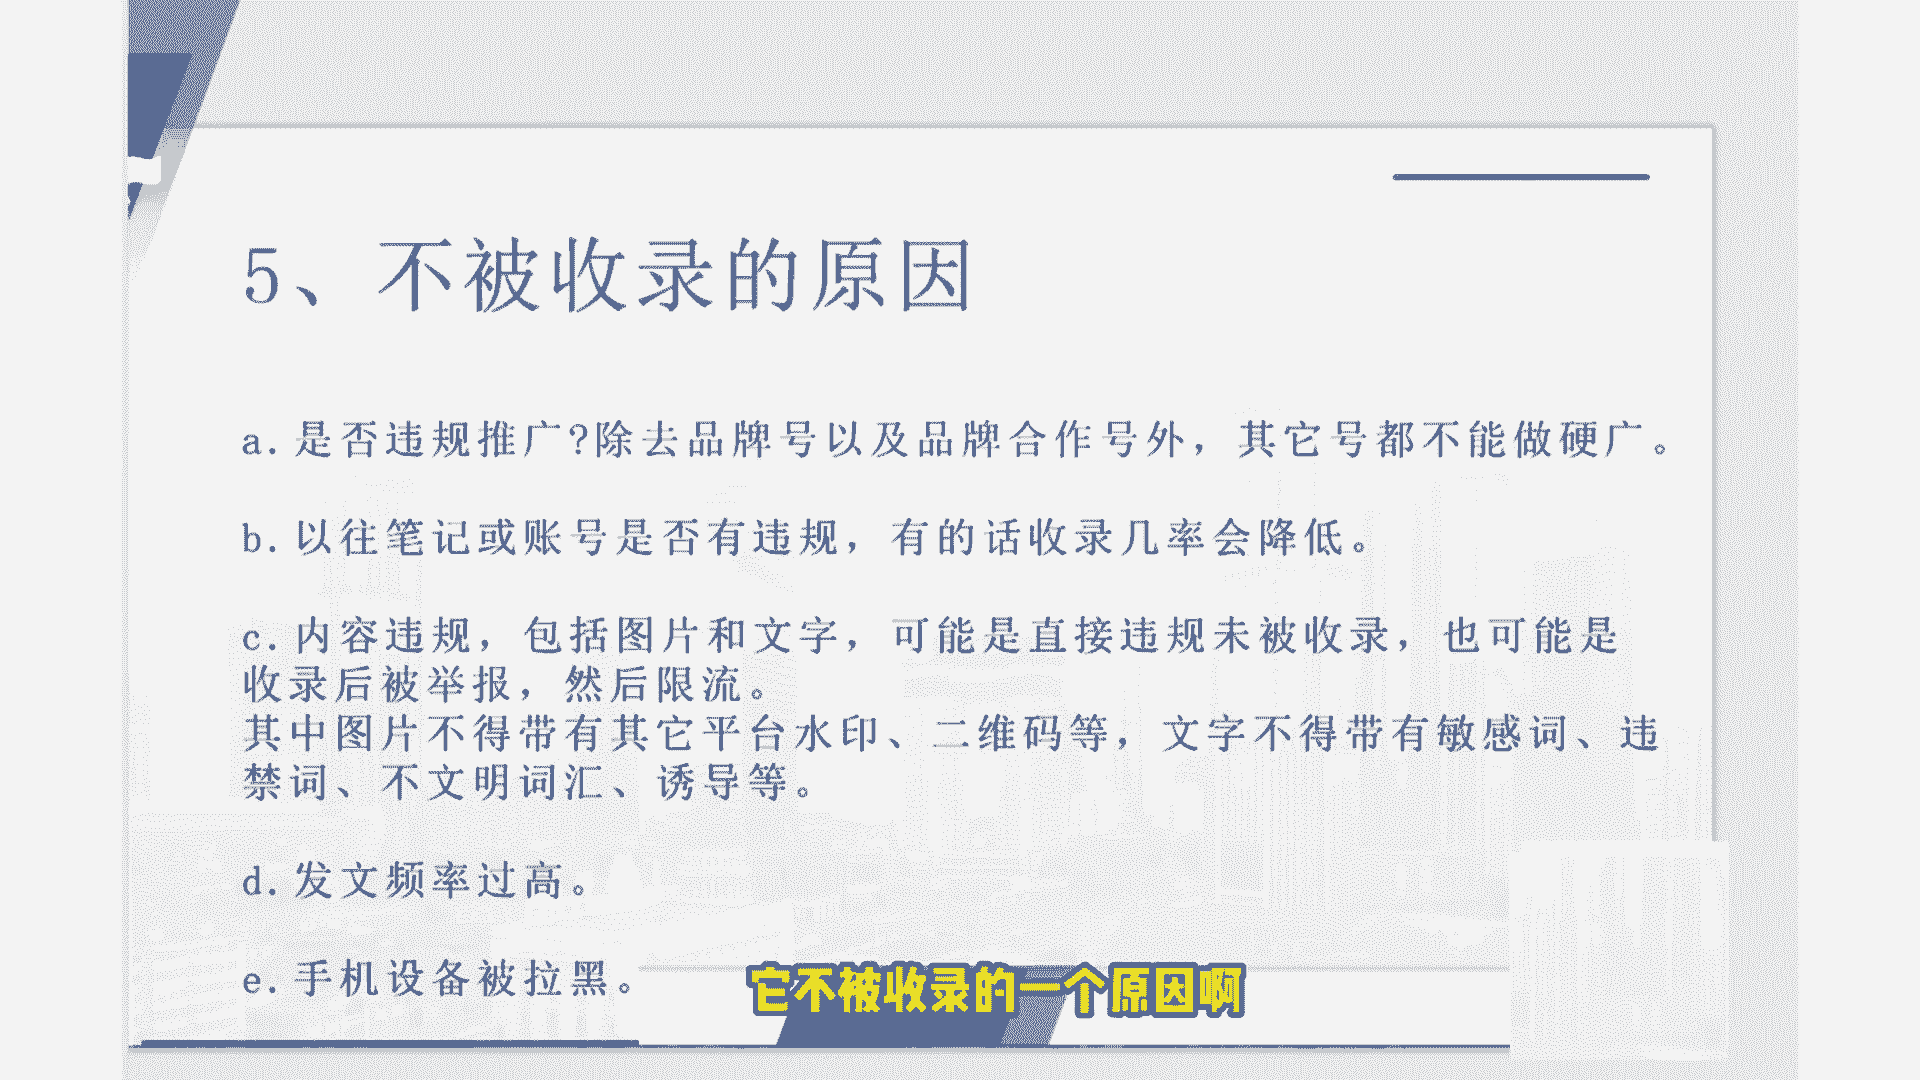 5、不被收录的原因
a.是否违规推广?除去品牌号以及品牌合作号外，其它号都不能做硬广。
b.以往笔记或账号是否有违规，有的话收录几率会降低。
c.内容违规，包括图片和文字，可能是直接违规未被收录，也可能是
收录后被举报，然后限流。
其中图片不得带有其它平台水印、二维码等，文字不得带有敏感词、违
禁词、不文明词汇、诱导等。
d.发文频率过高。
e.手机设备被拉黑。
它不被收录的一个原因啊